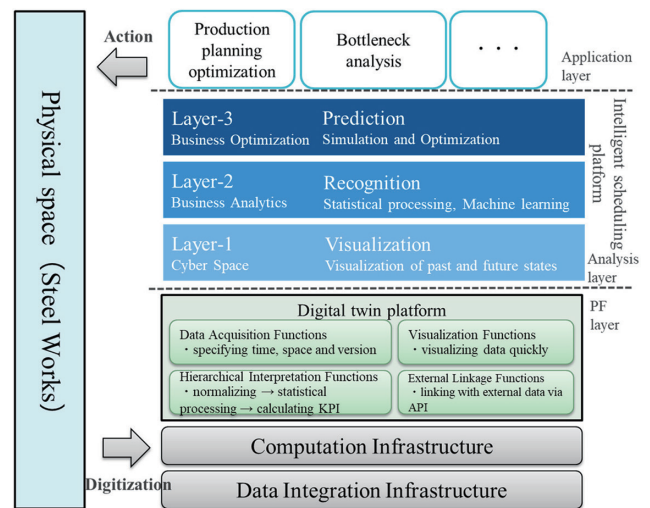 Physical space (Steel Works)
Action
Production
planning
optimization
Bottleneck
analysis
· · ·
Application
layer
Layer-3
Business Optimization
Prediction
Simulation and Optimization
Layer-2
Business Analytics
Recognition
Statistical processing, Machine learning
Layer-1
Cyber Space
Visualization
Visualization of past and future states
Intelligent scheduling
platform
Analysis
layer
Digital twin platform
PF
layer
Data Acquisition Functions
・specifying time, space and version
Visualization Functions
・visualizing data quickly
Hierarchical Interpretation Functions
・normalizing → statistical
processing → calculating KPI
External Linkage Functions
・linking with external data via
API
Digitization
Computation Infrastructure
Data Integration Infrastructure